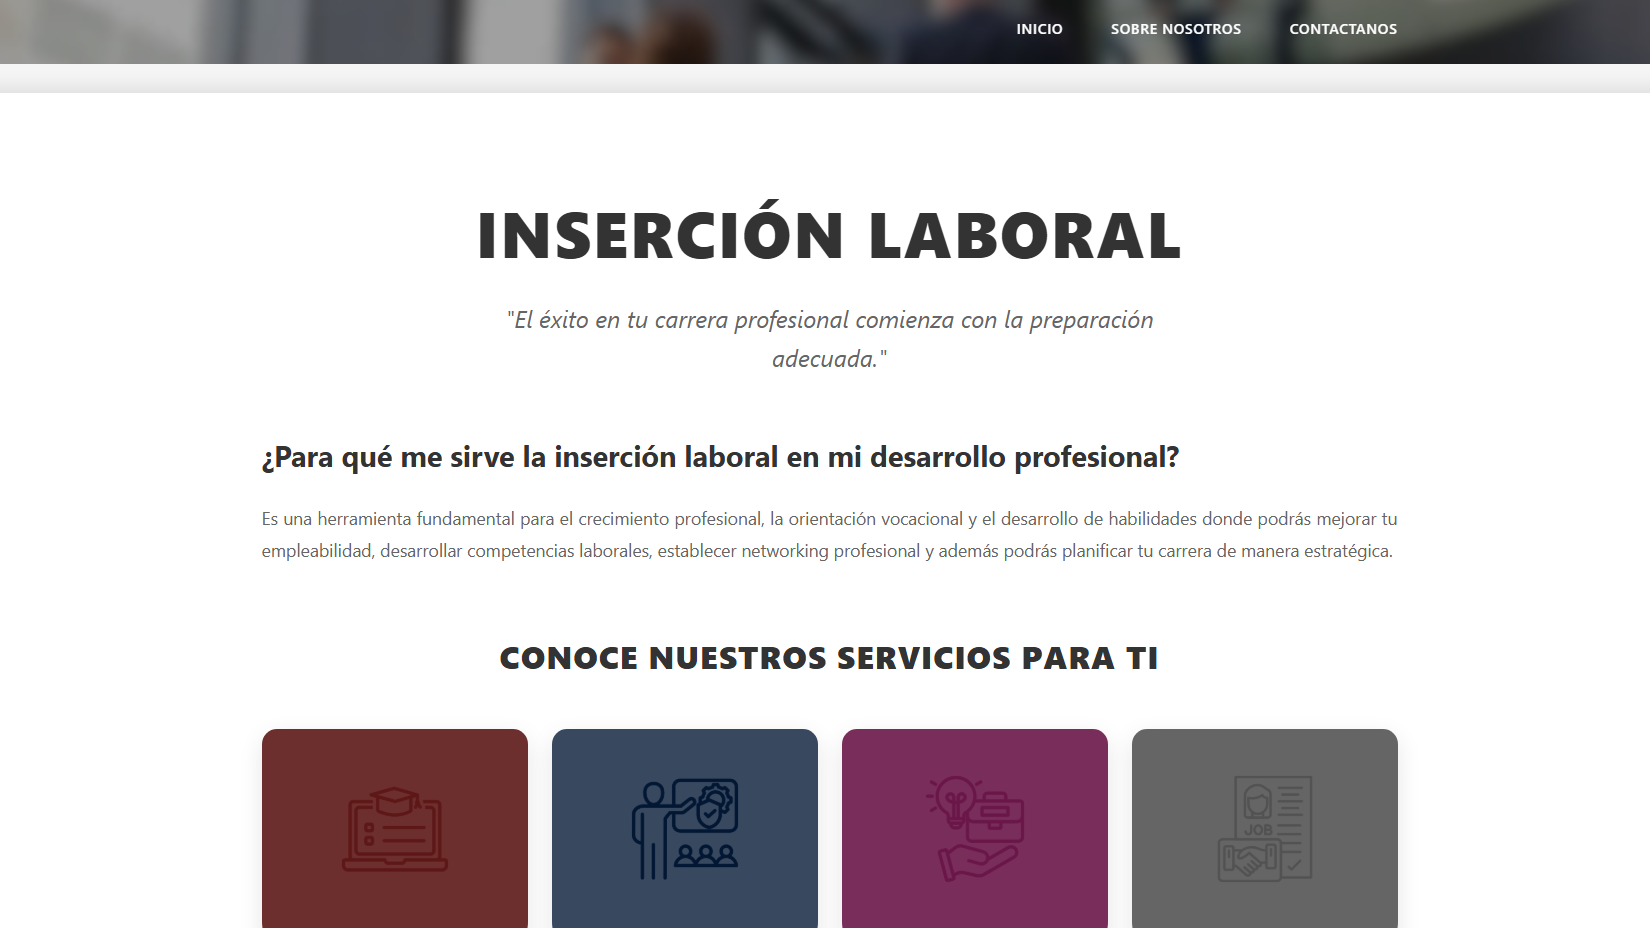 INICIO SOBRE NOSOTROS CONTACTANOS
INSERCIÓN LABORAL
"El éxito en tu carrera profesional comienza con la preparación
adecuada."
¿Para qué me sirve la inserción laboral en mi desarrollo profesional?
Es una herramienta fundamental para el crecimiento profesional, la orientación vocacional y el desarrollo de habilidades donde podrás mejorar tu
empleabilidad, desarrollar competencias laborales, establecer networking profesional y además podrás planificar tu carrera de manera estratégica.
CONOCE NUESTROS SERVICIOS PARA TI
JOB